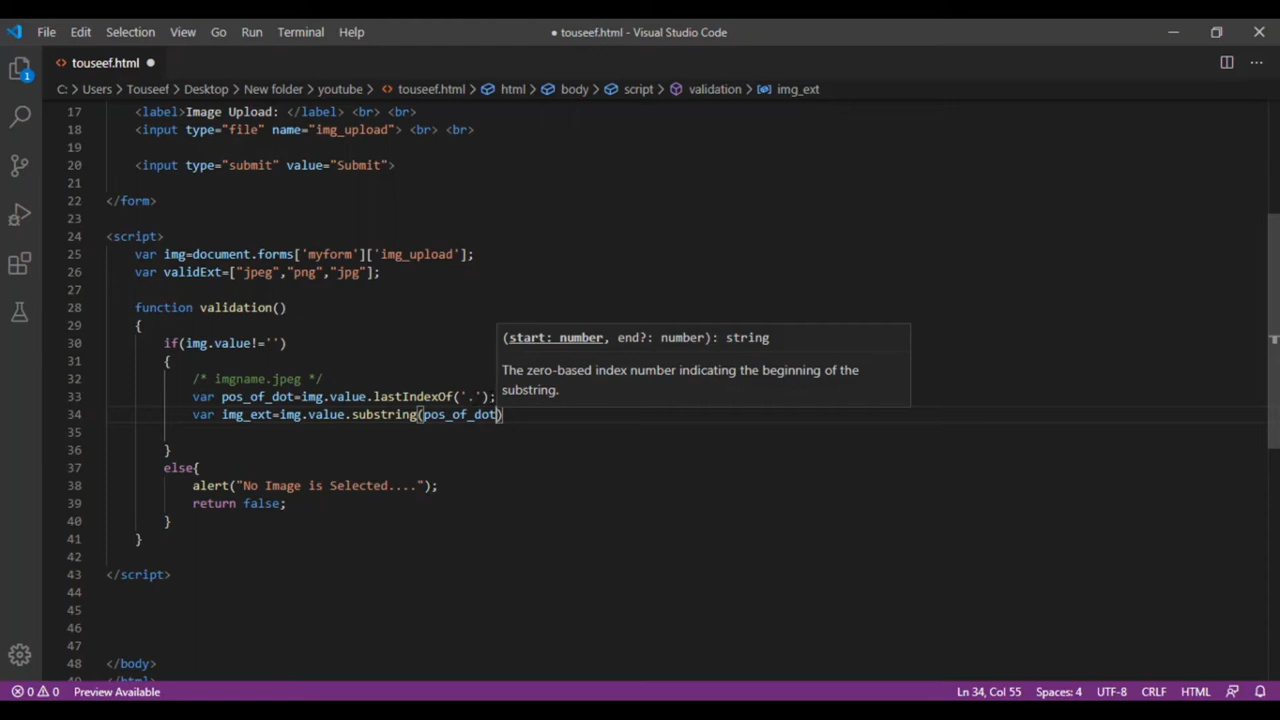 File Edit Selection View Go Run Terminal Help ● touseef.html - Visual Studio Code
touseef.html ●
C: > Users > Touseef > Desktop > New folder > youtube > touseef.html > html > body > script > validation > img_ext
1
17 <label>Image Upload: </label> <br> <br>
18 <input type="file" name="img_upload"> <br> <br>
19
20 <input type="submit" value="Submit">
21
22 </form>
23
24 <script>
25 var img=document.forms['myform']['img_upload'];
26 var validExt=["jpeg","png","jpg"];
27
28 function validation()
29 {
30 if(img.value!='')
31 {
32 /* imgname.jpeg */
33 var pos_of_dot=img.value.lastIndexOf('.');
34 var img_ext=img.value.substring(pos_of_dot)
35
36 }
37 else{
38 alert("No Image is Selected....");
39 return false;
40 }
41 }
42
43 </script>
44
45
46
47
48 </body>
49 </html>
(start: number, end?: number): string
The zero-based index number indicating the beginning of the
substring.
0 0 Preview Available Ln 34, Col 55 Spaces: 4 UTF-8 CRLF HTML